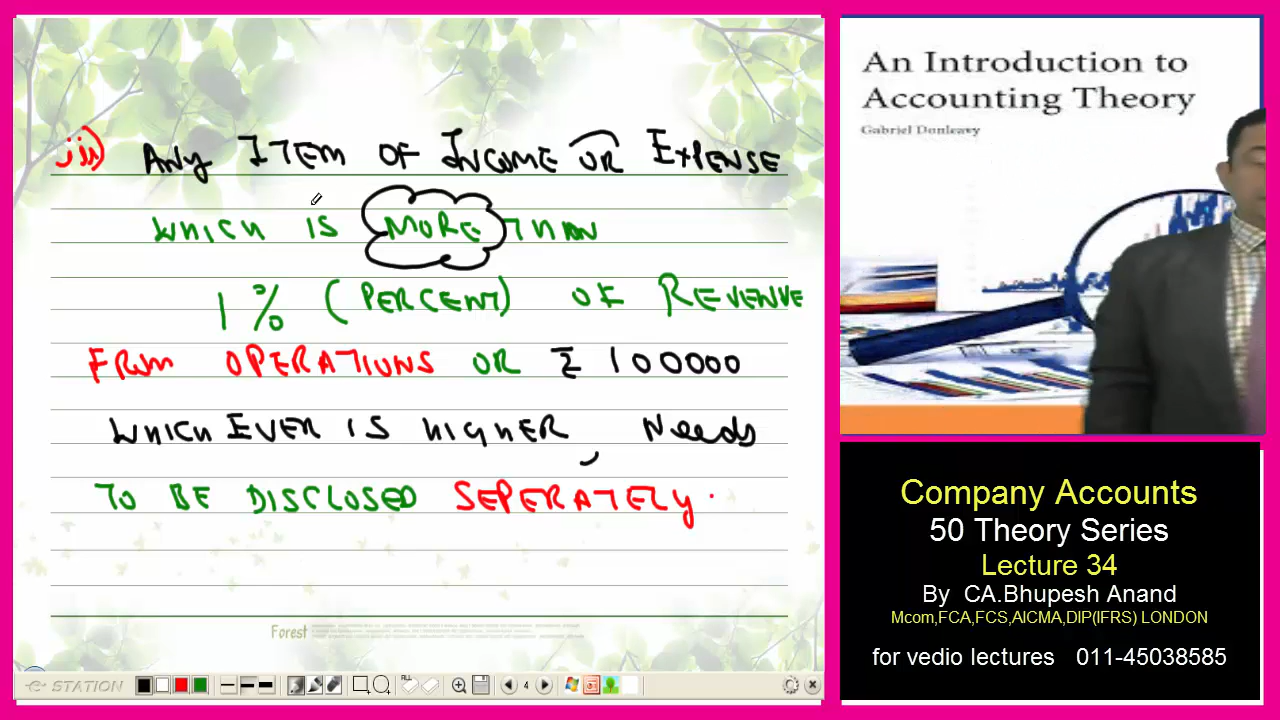 iii) ANY ITEM OF INCOME OR EXPENSE
WHICH IS MORE THAN
1% (PERCENT) OF REVENUE
FROM OPERATIONS OR ₹ 100000
WHICH EVER IS HIGHER, Needs
TO BE DISCLOSED SEPERATELY.
Forest
e STATION
4
An Introduction to
Accounting Theory
Gabriel Donleavy
Company Accounts
50 Theory Series
Lecture 34
By CA.Bhupesh Anand
Mcom,FCA,FCS,AICMA,DIP(IFRS) LONDON
for vedio lectures 011-45038585